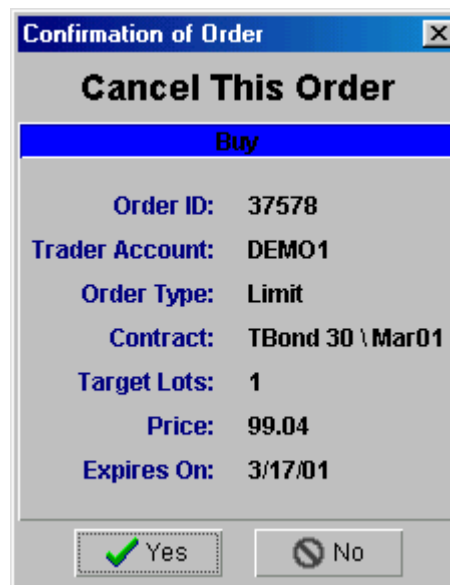 Confirmation of Order
Cancel This Order
Buy
Order ID: 37578
Trader Account: DEMO1
Order Type: Limit
Contract: TBond 30 \ Mar01
Target Lots: 1
Price: 99.04
Expires On: 3/17/01
Yes No